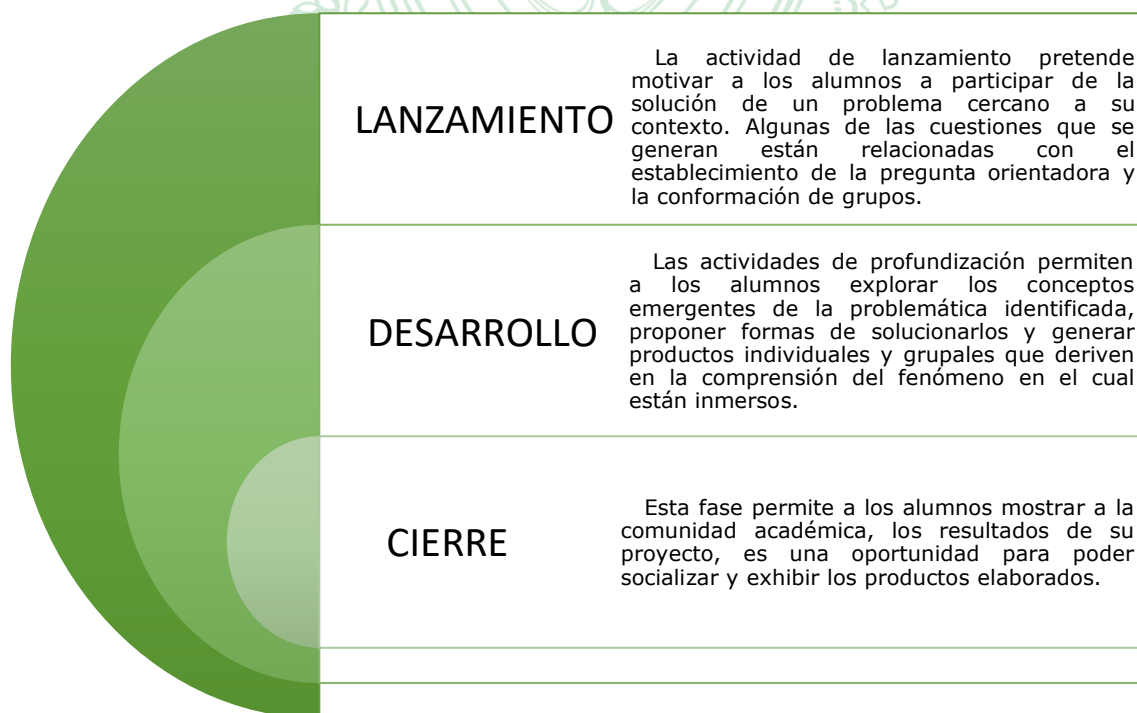 LANZAMIENTO
La actividad de lanzamiento pretende
motivar a los alumnos a participar de la
solución de un problema cercano a su
contexto. Algunas de las cuestiones que se
generan están relacionadas con el
establecimiento de la pregunta orientadora y
la conformación de grupos.
DESARROLLO
Las actividades de profundización permiten
a los alumnos explorar los conceptos
emergentes de la problemática identificada,
proponer formas de solucionarlos y generar
productos individuales y grupales que deriven
en la comprensión del fenómeno en el cual
están inmersos.
CIERRE
Esta fase permite a los alumnos mostrar a la
comunidad académica, los resultados de su
proyecto, es una oportunidad para poder
socializar y exhibir los productos elaborados.